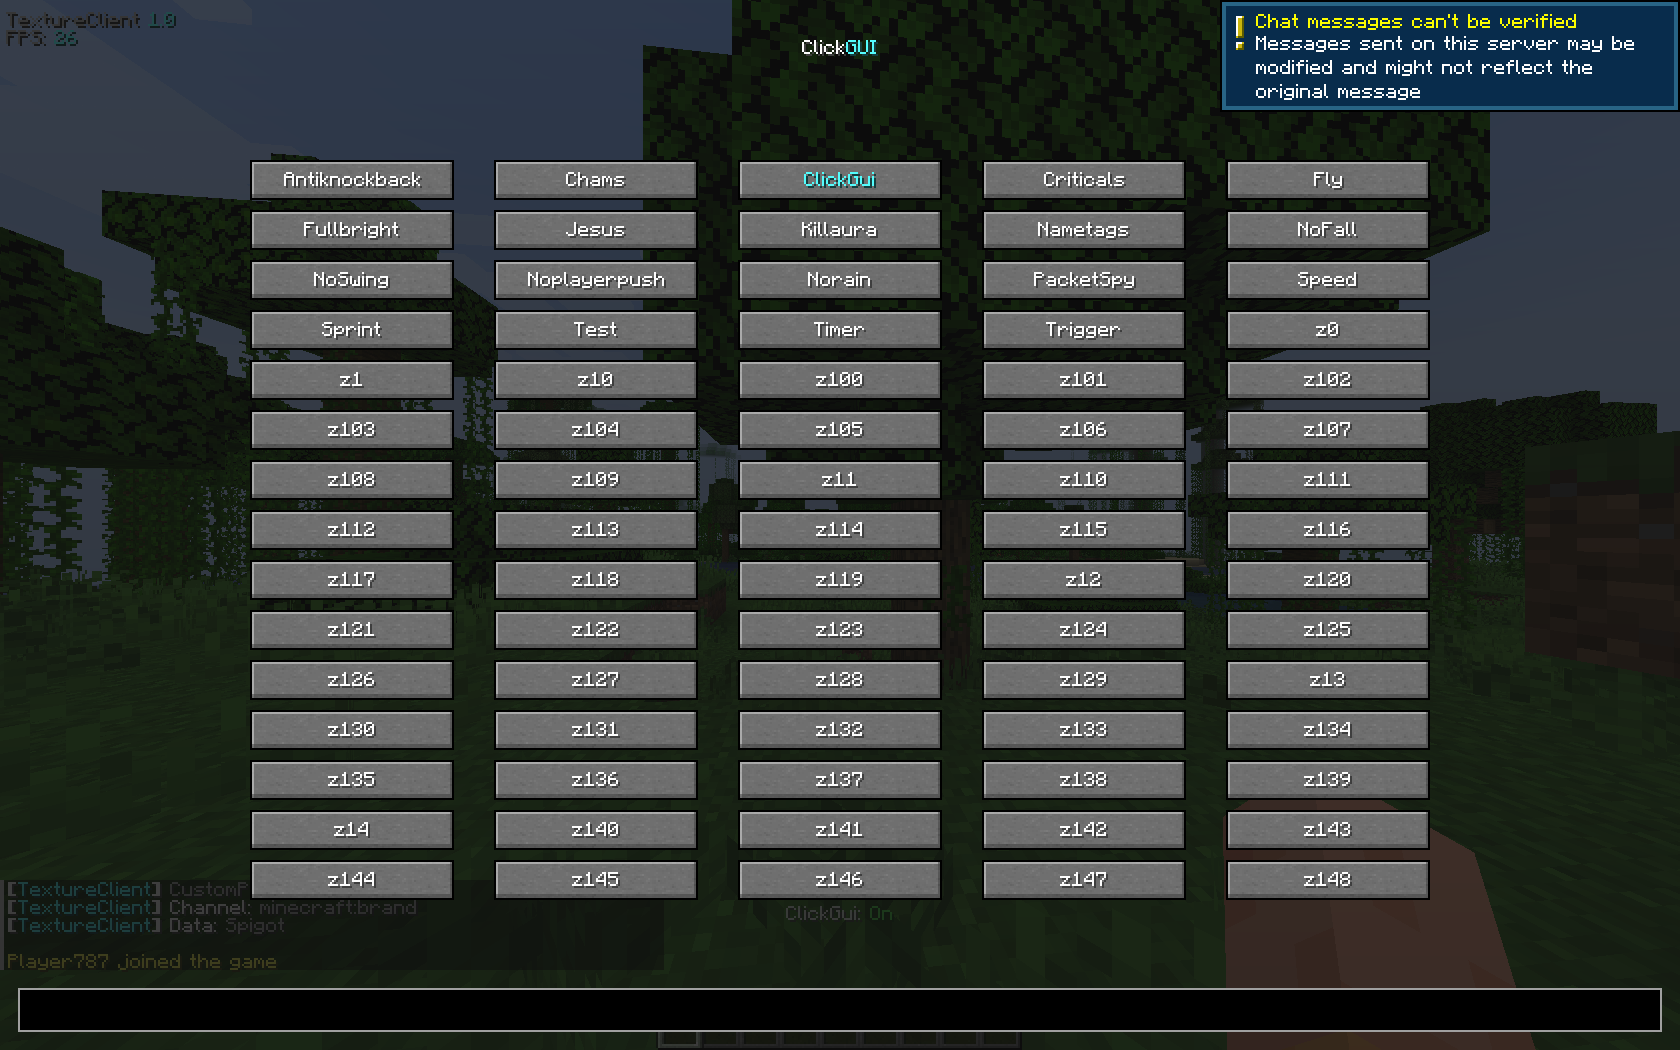 TextureClient 1.0
FPS: 26
ClickGUI
Chat messages can't be verified
Messages sent on this server may be
modified and might not reflect the
original message
Antiknockback Chams ClickGui Criticals Fly
Fullbright Jesus Killaura Nametags NoFall
NoSwing Noplayerpush Norain PacketSpy Speed
Sprint Test Timer Trigger z0
z1 z10 z100 z101 z102
z103 z104 z105 z106 z107
z108 z109 z11 z110 z111
z112 z113 z114 z115 z116
z117 z118 z119 z12 z120
z121 z122 z123 z124 z125
z126 z127 z128 z129 z13
z130 z131 z132 z133 z134
z135 z136 z137 z138 z139
z14 z140 z141 z142 z143
z144 z145 z146 z147 z148
[TextureClient] CustomP
[TextureClient] Channel: minecraft:brand
[TextureClient] Data: Spigot
ClickGui: On
Player787 joined the game